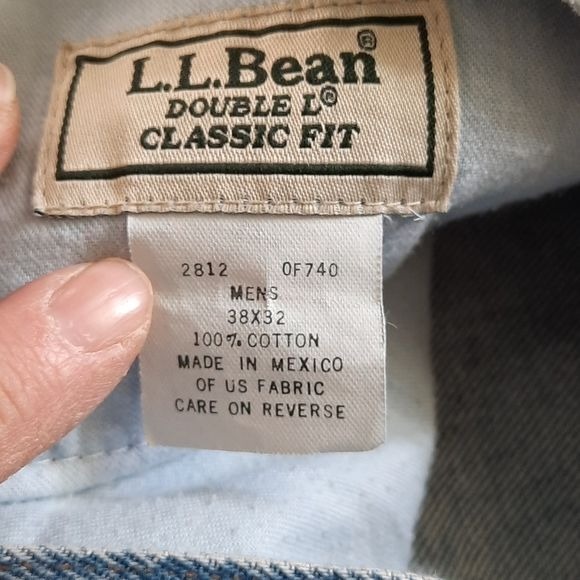 L.L.Bean®
DOUBLE L®
CLASSIC FIT
2812 0F740
MENS
38X32
100% COTTON
MADE IN MEXICO
OF US FABRIC
CARE ON REVERSE